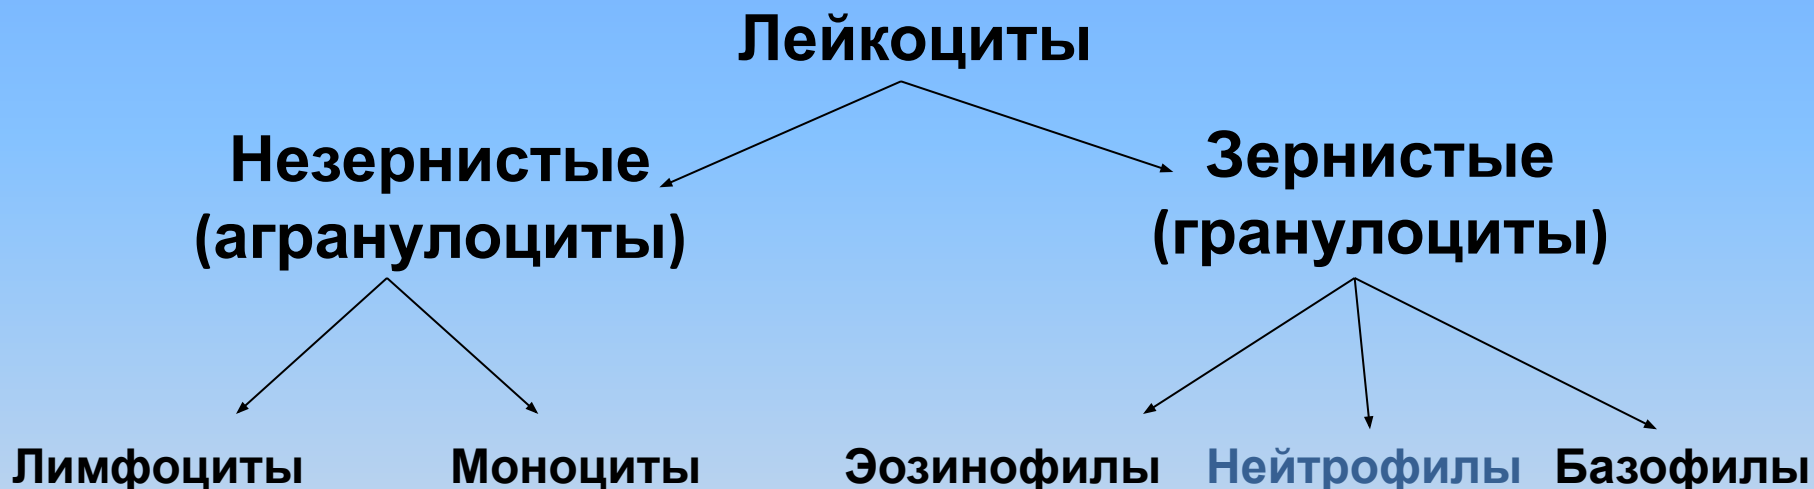 Лейкоциты
Незернистые
(агранулоциты)
Зернистые
(гранулоциты)
Лимфоциты
Моноциты
Эозинофилы
Нейтрофилы
Базофилы